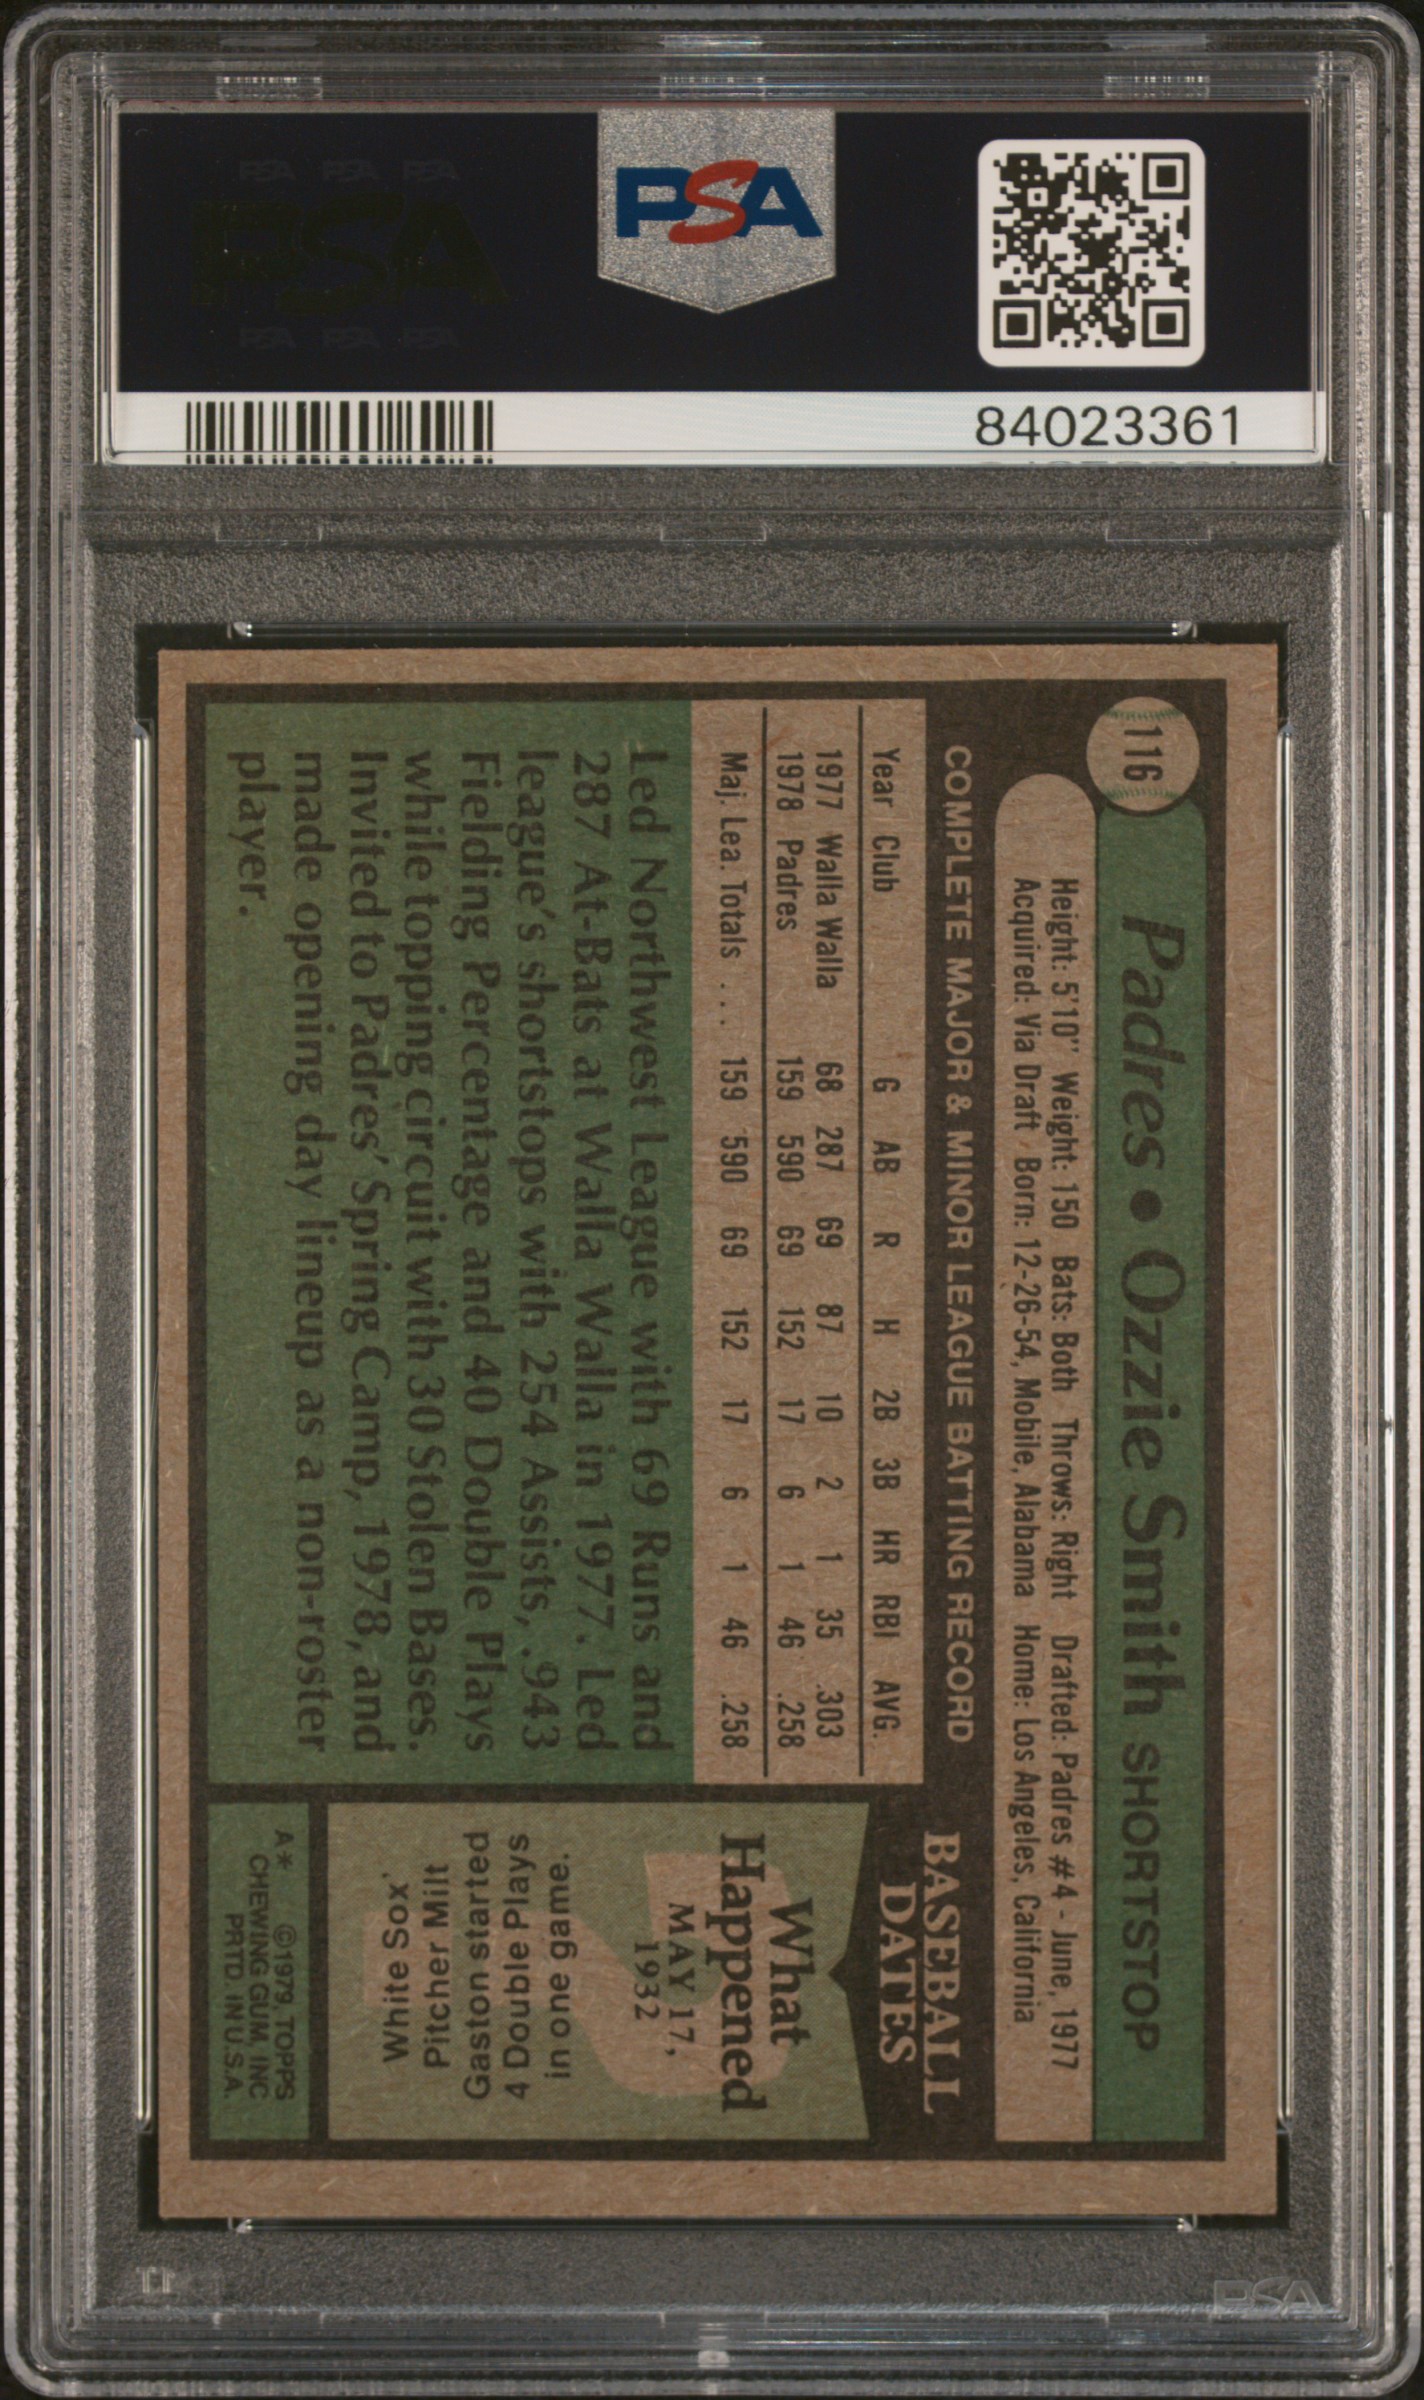 PSA PSA PSA
PSA
PSA PSA PSA
PSA
84023361
116
Padres • Ozzie Smith SHORTSTOP
Height: 5'10" Weight: 150 Bats: Both Throws: Right Drafted: Padres #4 - June, 1977
Acquired: Via Draft Born: 12-26-54, Mobile, Alabama Home: Los Angeles, California
COMPLETE MAJOR & MINOR LEAGUE BATTING RECORD
Year Club G AB R H 2B 3B HR RBI AVG.
1977 Walla Walla 68 287 69 87 10 2 1 35 .303
1978 Padres 159 590 69 152 17 6 1 46 .258
Maj. Lea. Totals . . . 159 590 69 152 17 6 1 46 .258
Led Northwest League with 69 Runs and
287 At-Bats at Walla Walla in 1977. Led
league's shortstops with 254 Assists, .943
Fielding Percentage and 40 Double Plays
while topping circuit with 30 Stolen Bases.
Invited to Padres' Spring Camp, 1978, and
made opening day lineup as a non-roster
player.
BASEBALL
DATES
What
Happened
MAY 17,
1932
White Sox'
Pitcher Milt
Gaston started
4 Double Plays
in one game.
A* ©1979, TOPPS
CHEWING GUM, INC
PRTD. IN U.S.A.
PSA